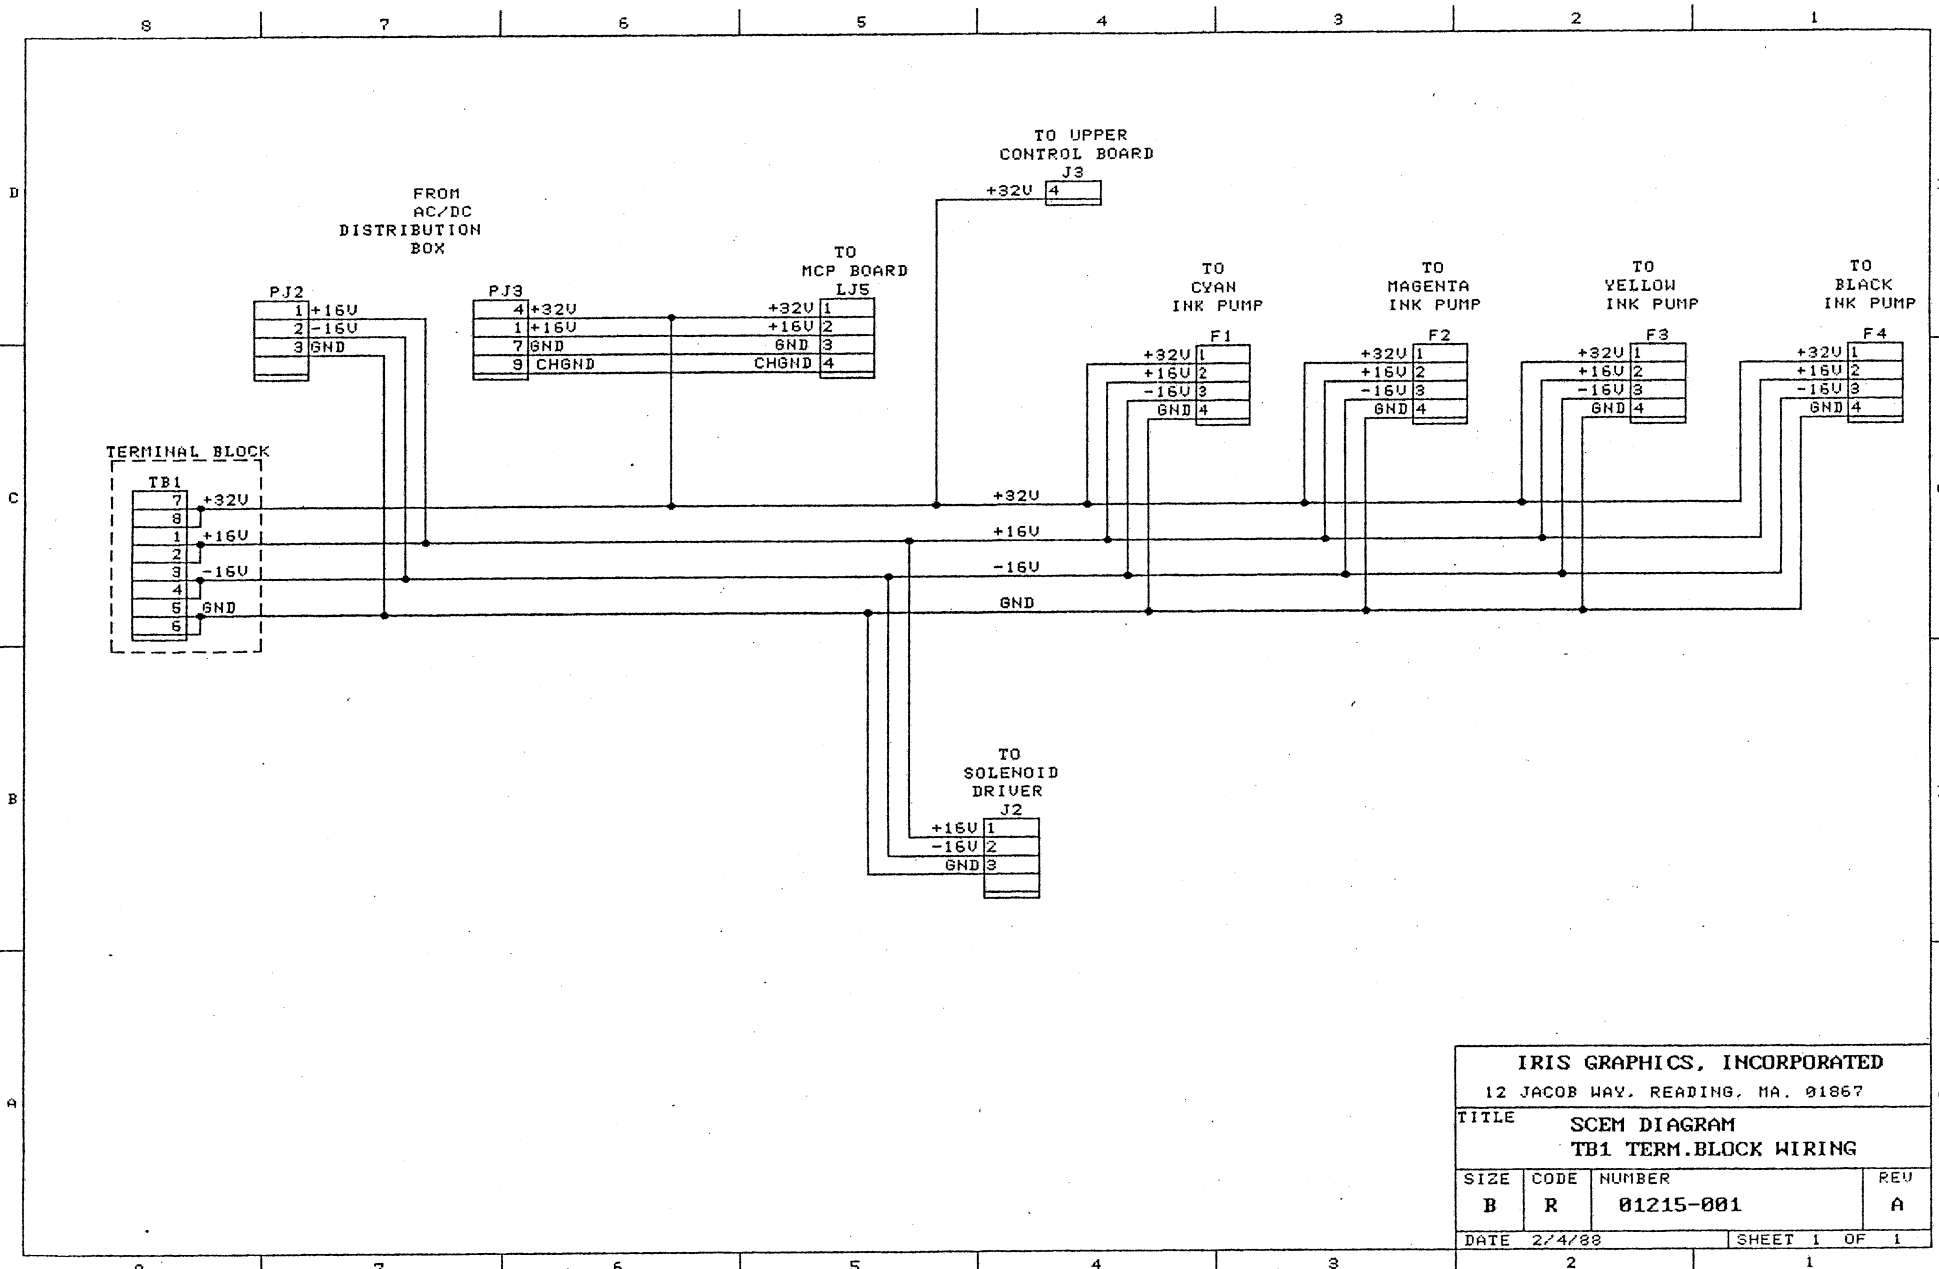 8 7 6 5 4 3 2 1
D
C
B
A
TO UPPER
CONTROL BOARD
J3
+32V 4
FROM
AC/DC
DISTRIBUTION
BOX
PJ2
1 +16V
2 -16V
3 GND
PJ3
4 +32V
1 +16V
7 GND
9 CHGND
TO
MCP BOARD
LJ5
+32V 1
+16V 2
GND 3
CHGND 4
TO
CYAN
INK PUMP
F1
+32V 1
+16V 2
-16V 3
GND 4
TO
MAGENTA
INK PUMP
F2
+32V 1
+16V 2
-16V 3
GND 4
TO
YELLOW
INK PUMP
F3
+32V 1
+16V 2
-16V 3
GND 4
TO
BLACK
INK PUMP
F4
+32V 1
+16V 2
-16V 3
GND 4
TERMINAL BLOCK
TB1
7 +32V
8
1 +16V
2
3 -16V
4
5 GND
6
+32V
+16V
-16V
GND
TO
SOLENOID
DRIVER
J2
+16V 1
-16V 2
GND 3
IRIS GRAPHICS, INCORPORATED
12 JACOB WAY, READING, MA. 01867
TITLE
SCEM DIAGRAM
TB1 TERM.BLOCK WIRING
SIZE CODE NUMBER REV
B R 01215-001 A
DATE 2/4/88 SHEET 1 OF 1
7 6 5 4 3 2 1